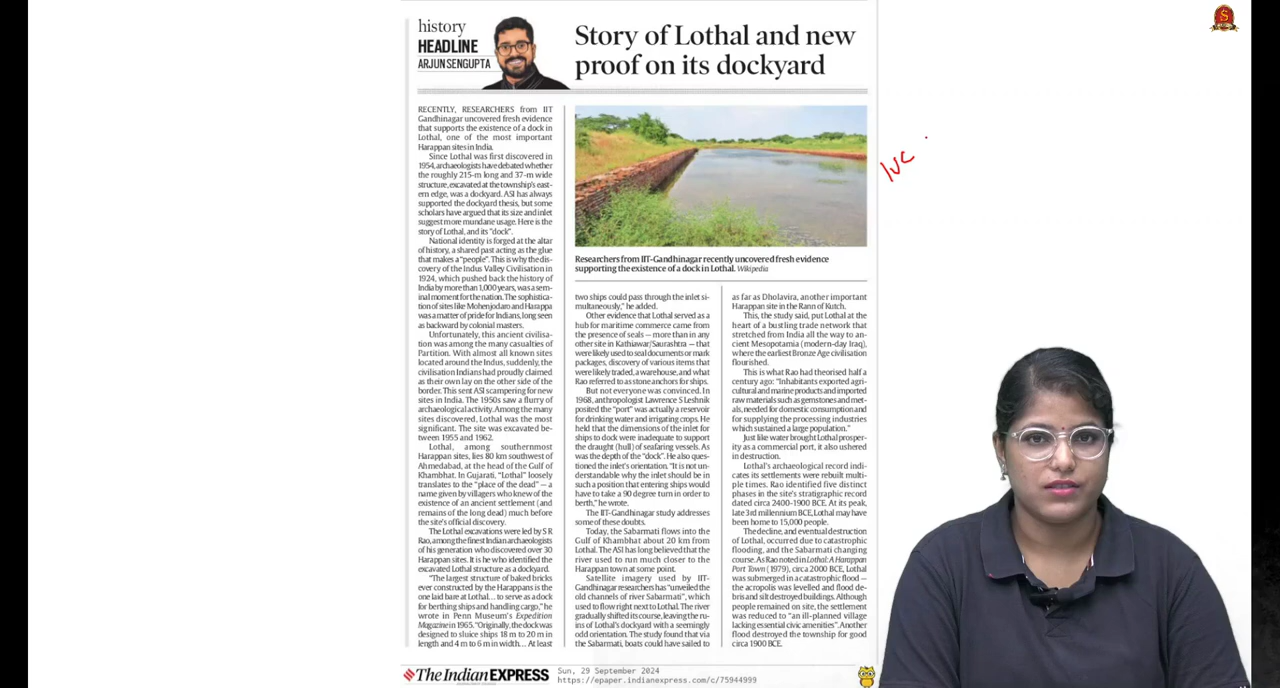 history
HEADLINE
ARJUN SENGUPTA
Story of Lothal and new
proof on its dockyard
RECENTLY, RESEARCHERS from IIT
Gandhinagar uncovered fresh evidence
that supports the existence of a dock in
Lothal, one of the most important
Harappan sites in India.
Since Lothal was first discovered in
1954, archaeologists have debated whether
the roughly 215-m long and 37-m wide
structure, excavated at the township's east-
ern edge, was a dockyard. ASI has always
supported the dockyard thesis, but some
scholars have argued that its size and inlet
suggest more mundane usage. Here is the
story of Lothal, and its "dock".
National identity is forged at the altar
of history, a shared past acting as the glue
that makes a "people". This is why the dis-
covery of the Indus Valley Civilisation in
1924, which pushed back the history of
India by more than 1,000 years, was a sem-
inal moment for the nation. The sophistica-
tion of sites like Mohenjodaro and Harappa
was a matter of pride for Indians, long seen
as backward by colonial masters.
Unfortunately, this ancient civilisa-
tion was among the many casualties of
Partition. With almost all known sites
located around the Indus, suddenly, the
civilisation Indians had proudly claimed
as their own lay on the other side of the
border. This sent ASI scampering for new
sites in India. The 1950s saw a flurry of
archaeological activity. Among the many
sites discovered, Lothal was the most
significant. The site was excavated be-
tween 1955 and 1962.
Lothal, among southernmost
Harappan sites, lies 80 km southwest of
Ahmedabad, at the head of the Gulf of
Khambhat. In Gujarati, "Lothal" loosely
translates to the "place of the dead" — a
name given by villagers who knew of the
existence of an ancient settlement (and
remains of the long dead) much before
the site's official discovery.
The Lothal excavations were led by S R
Rao, among the finest Indian archaeologists
of his generation who discovered over 30
Harappan sites. It is he who identified the
excavated Lothal structure as a dockyard.
"The largest structure of baked bricks
ever constructed by the Harappans is the
one laid bare at Lothal… to serve as a dock
for berthing ships and handling cargo," he
wrote in Penn Museum's Expedition
Magazine in 1965. "Originally, the dock was
designed to sluice ships 18 m to 20 m in
length and 4 m to 6 m in width… At least
Researchers from IIT-Gandhinagar recently uncovered fresh evidence
supporting the existence of a dock in Lothal. Wikipedia
two ships could pass through the inlet si-
multaneously," he added.
Other evidence that Lothal served as a
hub for maritime commerce came from
the presence of seals — more than in any
other site in Kathiawar/Saurashtra — that
were likely used to seal documents or mark
packages, discovery of various items that
were likely traded, a warehouse, and what
Rao referred to as stone anchors for ships.
But not everyone was convinced. In
1968, anthropologist Lawrence S Leshnik
posited the "port" was actually a reservoir
for drinking water and irrigating crops. He
held that the dimensions of the inlet for
ships to dock were inadequate to support
the draught (hull) of seafaring vessels. As
was the depth of the "dock". He also ques-
tioned the inlet's orientation. "It is not un-
derstandable why the inlet should be in
such a position that entering ships would
have to take a 90 degree turn in order to
berth," he wrote.
The IIT-Gandhinagar study addresses
some of these doubts.
Today, the Sabarmati flows into the
Gulf of Khambhat about 20 km from
Lothal. The ASI has long believed that the
river used to run much closer to the
Harappan town at some point.
Satellite imagery used by IIT-
Gandhinagar researchers has "unveiled the
old channels of river Sabarmati", which
used to flow right next to Lothal. The river
gradually shifted its course, leaving the ru-
ins of Lothal's dockyard with a seemingly
odd orientation. The study found that via
the Sabarmati, boats could have sailed to
as far as Dholavira, another important
Harappan site in the Rann of Kutch.
This, the study said, put Lothal at the
heart of a bustling trade network that
stretched from India all the way to an-
cient Mesopotamia (modern-day Iraq),
where the earliest Bronze Age civilisation
flourished.
This is what Rao had theorised half a
century ago: "Inhabitants exported agri-
cultural and marine products and imported
raw materials such as gemstones and met-
als, needed for domestic consumption and
for supplying the processing industries
which sustained a large population."
Just like water brought Lothal prosper-
ity as a commercial port, it also ushered
in destruction.
Lothal's archaeological record indi-
cates its settlements were rebuilt multi-
ple times. Rao identified five distinct
phases in the site's stratigraphic record
dated circa 2400-1900 BCE. At its peak,
late 3rd millennium BCE, Lothal may have
been home to 15,000 people.
The decline, and eventual destruction
of Lothal, occurred due to catastrophic
flooding, and the Sabarmati changing
course. As Rao noted in Lothal: A Harappan
Port Town (1979), circa 2000 BCE, Lothal
was submerged in a catastrophic flood —
the acropolis was levelled and flood de-
bris and silt destroyed buildings. Although
people remained on site, the settlement
was reduced to "an ill-planned village
lacking essential civic amenities". Another
flood destroyed the township for good
circa 1900 BCE.
IVC
The Indian EXPRESS
Sun, 29 September 2024
https://epaper.indianexpress.com/c/75944999